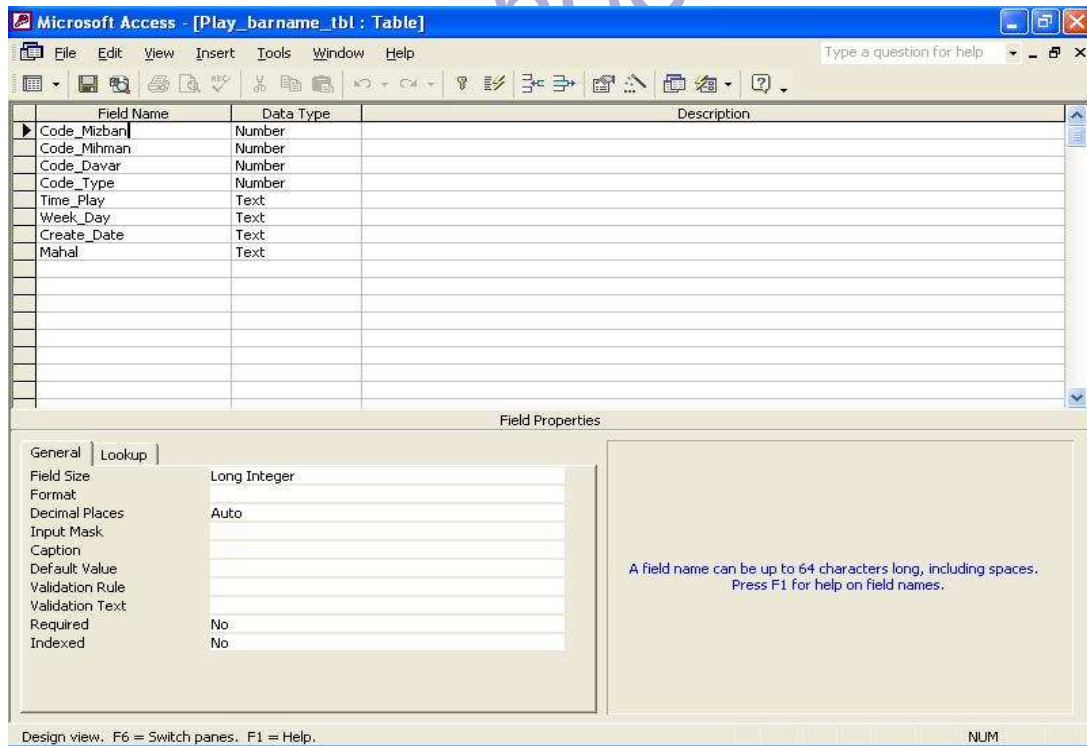 Microsoft Access - [Play_barname_tbl : Table]
File Edit View Insert Tools Window Help Type a question for help
Field Name Data Type Description
Code_Mizban Number
Code_Mihman Number
Code_Davar Number
Code_Type Number
Time_Play Text
Week_Day Text
Create_Date Text
Mahal Text
Field Properties
General Lookup
Field Size Long Integer
Format
Decimal Places Auto
Input Mask
Caption
Default Value
Validation Rule
Validation Text
Required No
Indexed No
A field name can be up to 64 characters long, including spaces.
Press F1 for help on field names.
Design view. F6 = Switch panes. F1 = Help. NUM